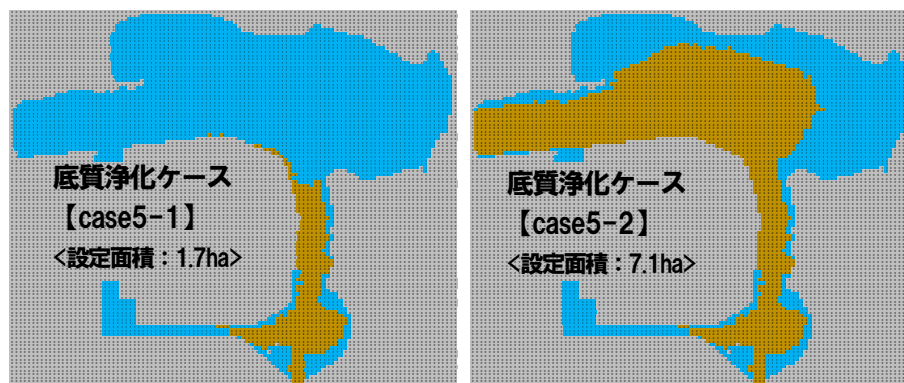 底質浄化ケース
【case5-1】
<設定面積：1.7ha>
底質浄化ケース
【case5-2】
<設定面積：7.1ha>